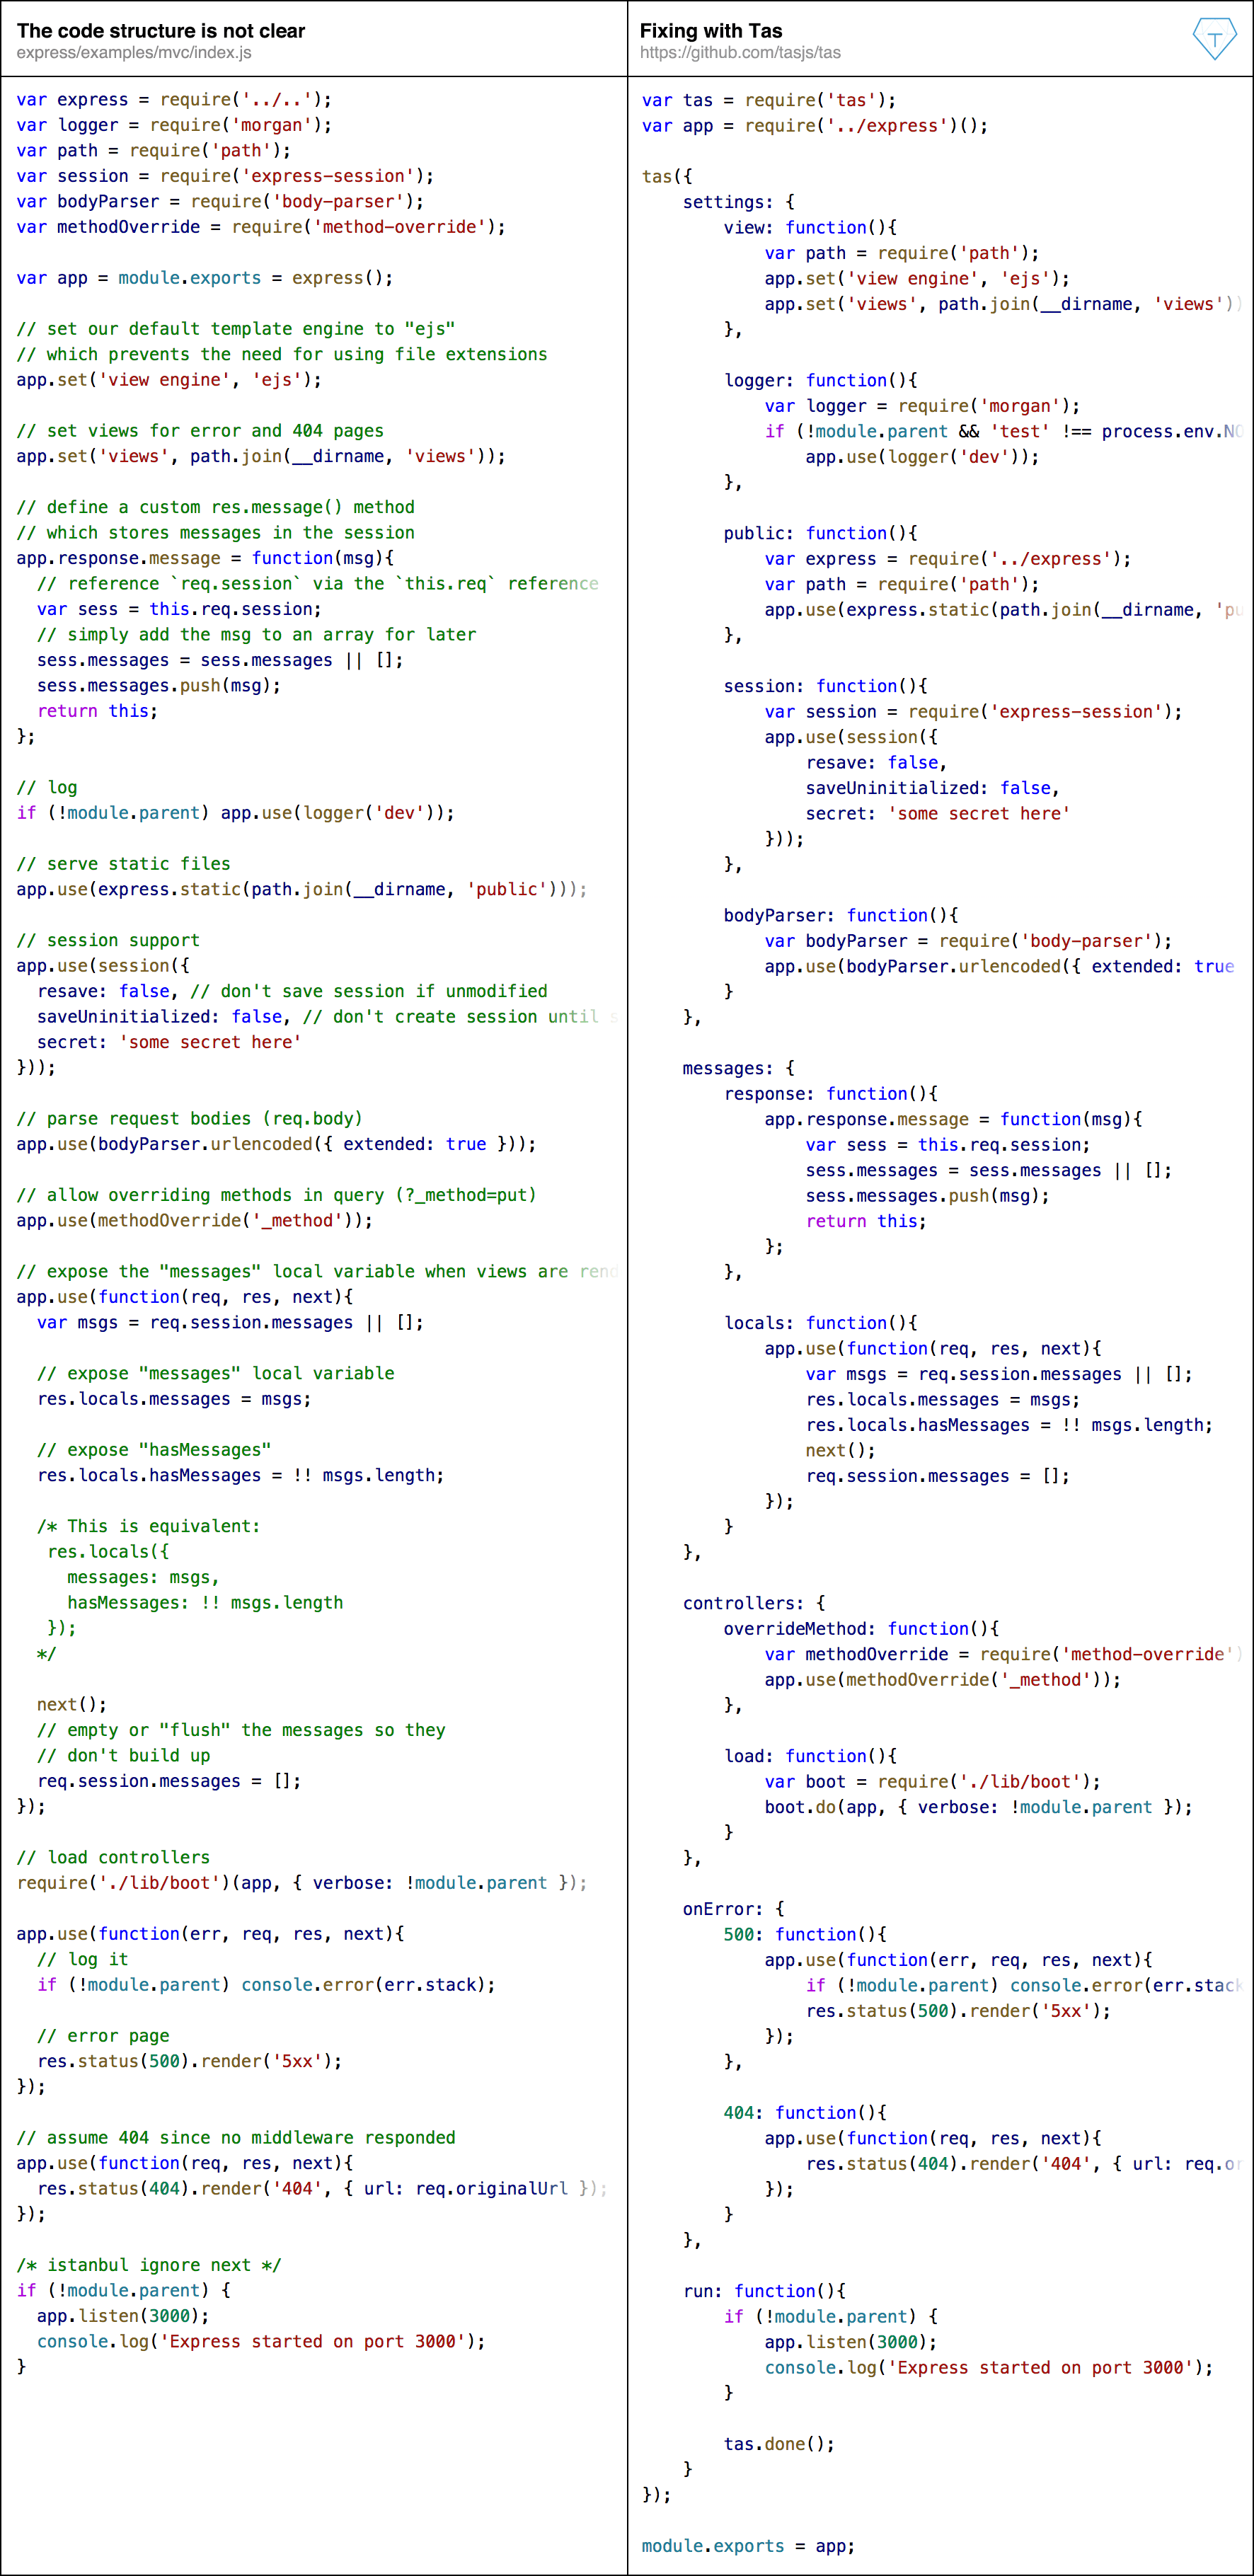 The code structure is not clear
express/examples/mvc/index.js
var express = require('../..');
var logger = require('morgan');
var path = require('path');
var session = require('express-session');
var bodyParser = require('body-parser');
var methodOverride = require('method-override');
var app = module.exports = express();
// set our default template engine to "ejs"
// which prevents the need for using file extensions
app.set('view engine', 'ejs');
// set views for error and 404 pages
app.set('views', path.join(__dirname, 'views'));
// define a custom res.message() method
// which stores messages in the session
app.response.message = function(msg){
  // reference `req.session` via the `this.req` reference
  var sess = this.req.session;
  // simply add the msg to an array for later
  sess.messages = sess.messages || [];
  sess.messages.push(msg);
  return this;
};
// log
if (!module.parent) app.use(logger('dev'));
// serve static files
app.use(express.static(path.join(__dirname, 'public')));
// session support
app.use(session({
  resave: false, // don't save session if unmodified
  saveUninitialized: false, // don't create session until s
  secret: 'some secret here'
}));
// parse request bodies (req.body)
app.use(bodyParser.urlencoded({ extended: true }));
// allow overriding methods in query (?_method=put)
app.use(methodOverride('_method'));
// expose the "messages" local variable when views are rend
app.use(function(req, res, next){
  var msgs = req.session.messages || [];
  // expose "messages" local variable
  res.locals.messages = msgs;
  // expose "hasMessages"
  res.locals.hasMessages = !! msgs.length;
  /* This is equivalent:
   res.locals({
     messages: msgs,
     hasMessages: !! msgs.length
   });
  */
  next();
  // empty or "flush" the messages so they
  // don't build up
  req.session.messages = [];
});
// load controllers
require('./lib/boot')(app, { verbose: !module.parent });
app.use(function(err, req, res, next){
  // log it
  if (!module.parent) console.error(err.stack);
  // error page
  res.status(500).render('5xx');
});
// assume 404 since no middleware responded
app.use(function(req, res, next){
  res.status(404).render('404', { url: req.originalUrl });
});
/* istanbul ignore next */
if (!module.parent) {
  app.listen(3000);
  console.log('Express started on port 3000');
}
Fixing with Tas
https://github.com/tasjs/tas
T
var tas = require('tas');
var app = require('../express')();
tas({
    settings: {
        view: function(){
            var path = require('path');
            app.set('view engine', 'ejs');
            app.set('views', path.join(__dirname, 'views'))
        },
        logger: function(){
            var logger = require('morgan');
            if (!module.parent && 'test' !== process.env.NO
                app.use(logger('dev'));
        },
        public: function(){
            var express = require('../express');
            var path = require('path');
            app.use(express.static(path.join(__dirname, 'pu
        },
        session: function(){
            var session = require('express-session');
            app.use(session({
                resave: false,
                saveUninitialized: false,
                secret: 'some secret here'
            }));
        },
        bodyParser: function(){
            var bodyParser = require('body-parser');
            app.use(bodyParser.urlencoded({ extended: true
        }
    },
    messages: {
        response: function(){
            app.response.message = function(msg){
                var sess = this.req.session;
                sess.messages = sess.messages || [];
                sess.messages.push(msg);
                return this;
            };
        },
        locals: function(){
            app.use(function(req, res, next){
                var msgs = req.session.messages || [];
                res.locals.messages = msgs;
                res.locals.hasMessages = !! msgs.length;
                next();
                req.session.messages = [];
            });
        }
    },
    controllers: {
        overrideMethod: function(){
            var methodOverride = require('method-override')
            app.use(methodOverride('_method'));
        },
        load: function(){
            var boot = require('./lib/boot');
            boot.do(app, { verbose: !module.parent });
        }
    },
    onError: {
        500: function(){
            app.use(function(err, req, res, next){
                if (!module.parent) console.error(err.stack
                res.status(500).render('5xx');
            });
        },
        404: function(){
            app.use(function(req, res, next){
                res.status(404).render('404', { url: req.or
            });
        }
    },
    run: function(){
        if (!module.parent) {
            app.listen(3000);
            console.log('Express started on port 3000');
        }
        tas.done();
    }
});
module.exports = app;